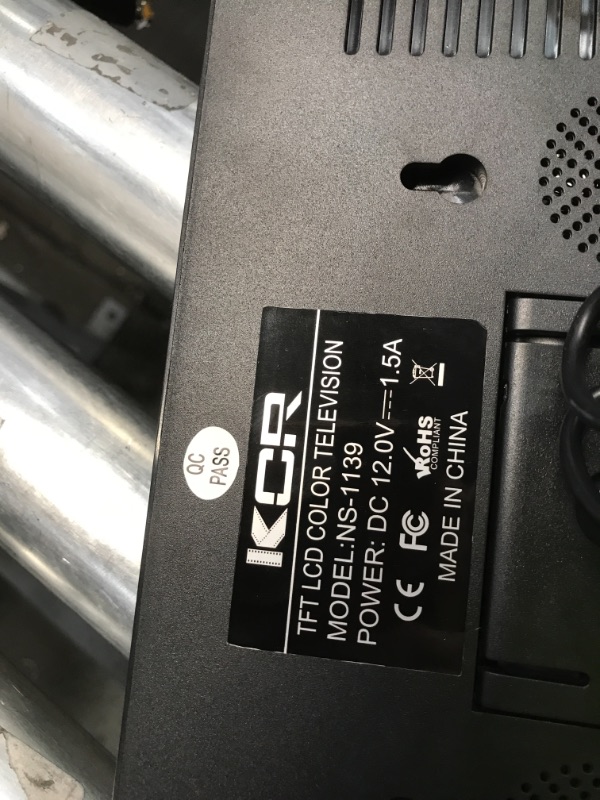 QC
PASS
KOR
TFT LCD COLOR TELEVISION
MODEL:NS-1139
POWER: DC 12.0V⎓1.5A
CE FC RoHS
COMPLIANT
MADE IN CHINA